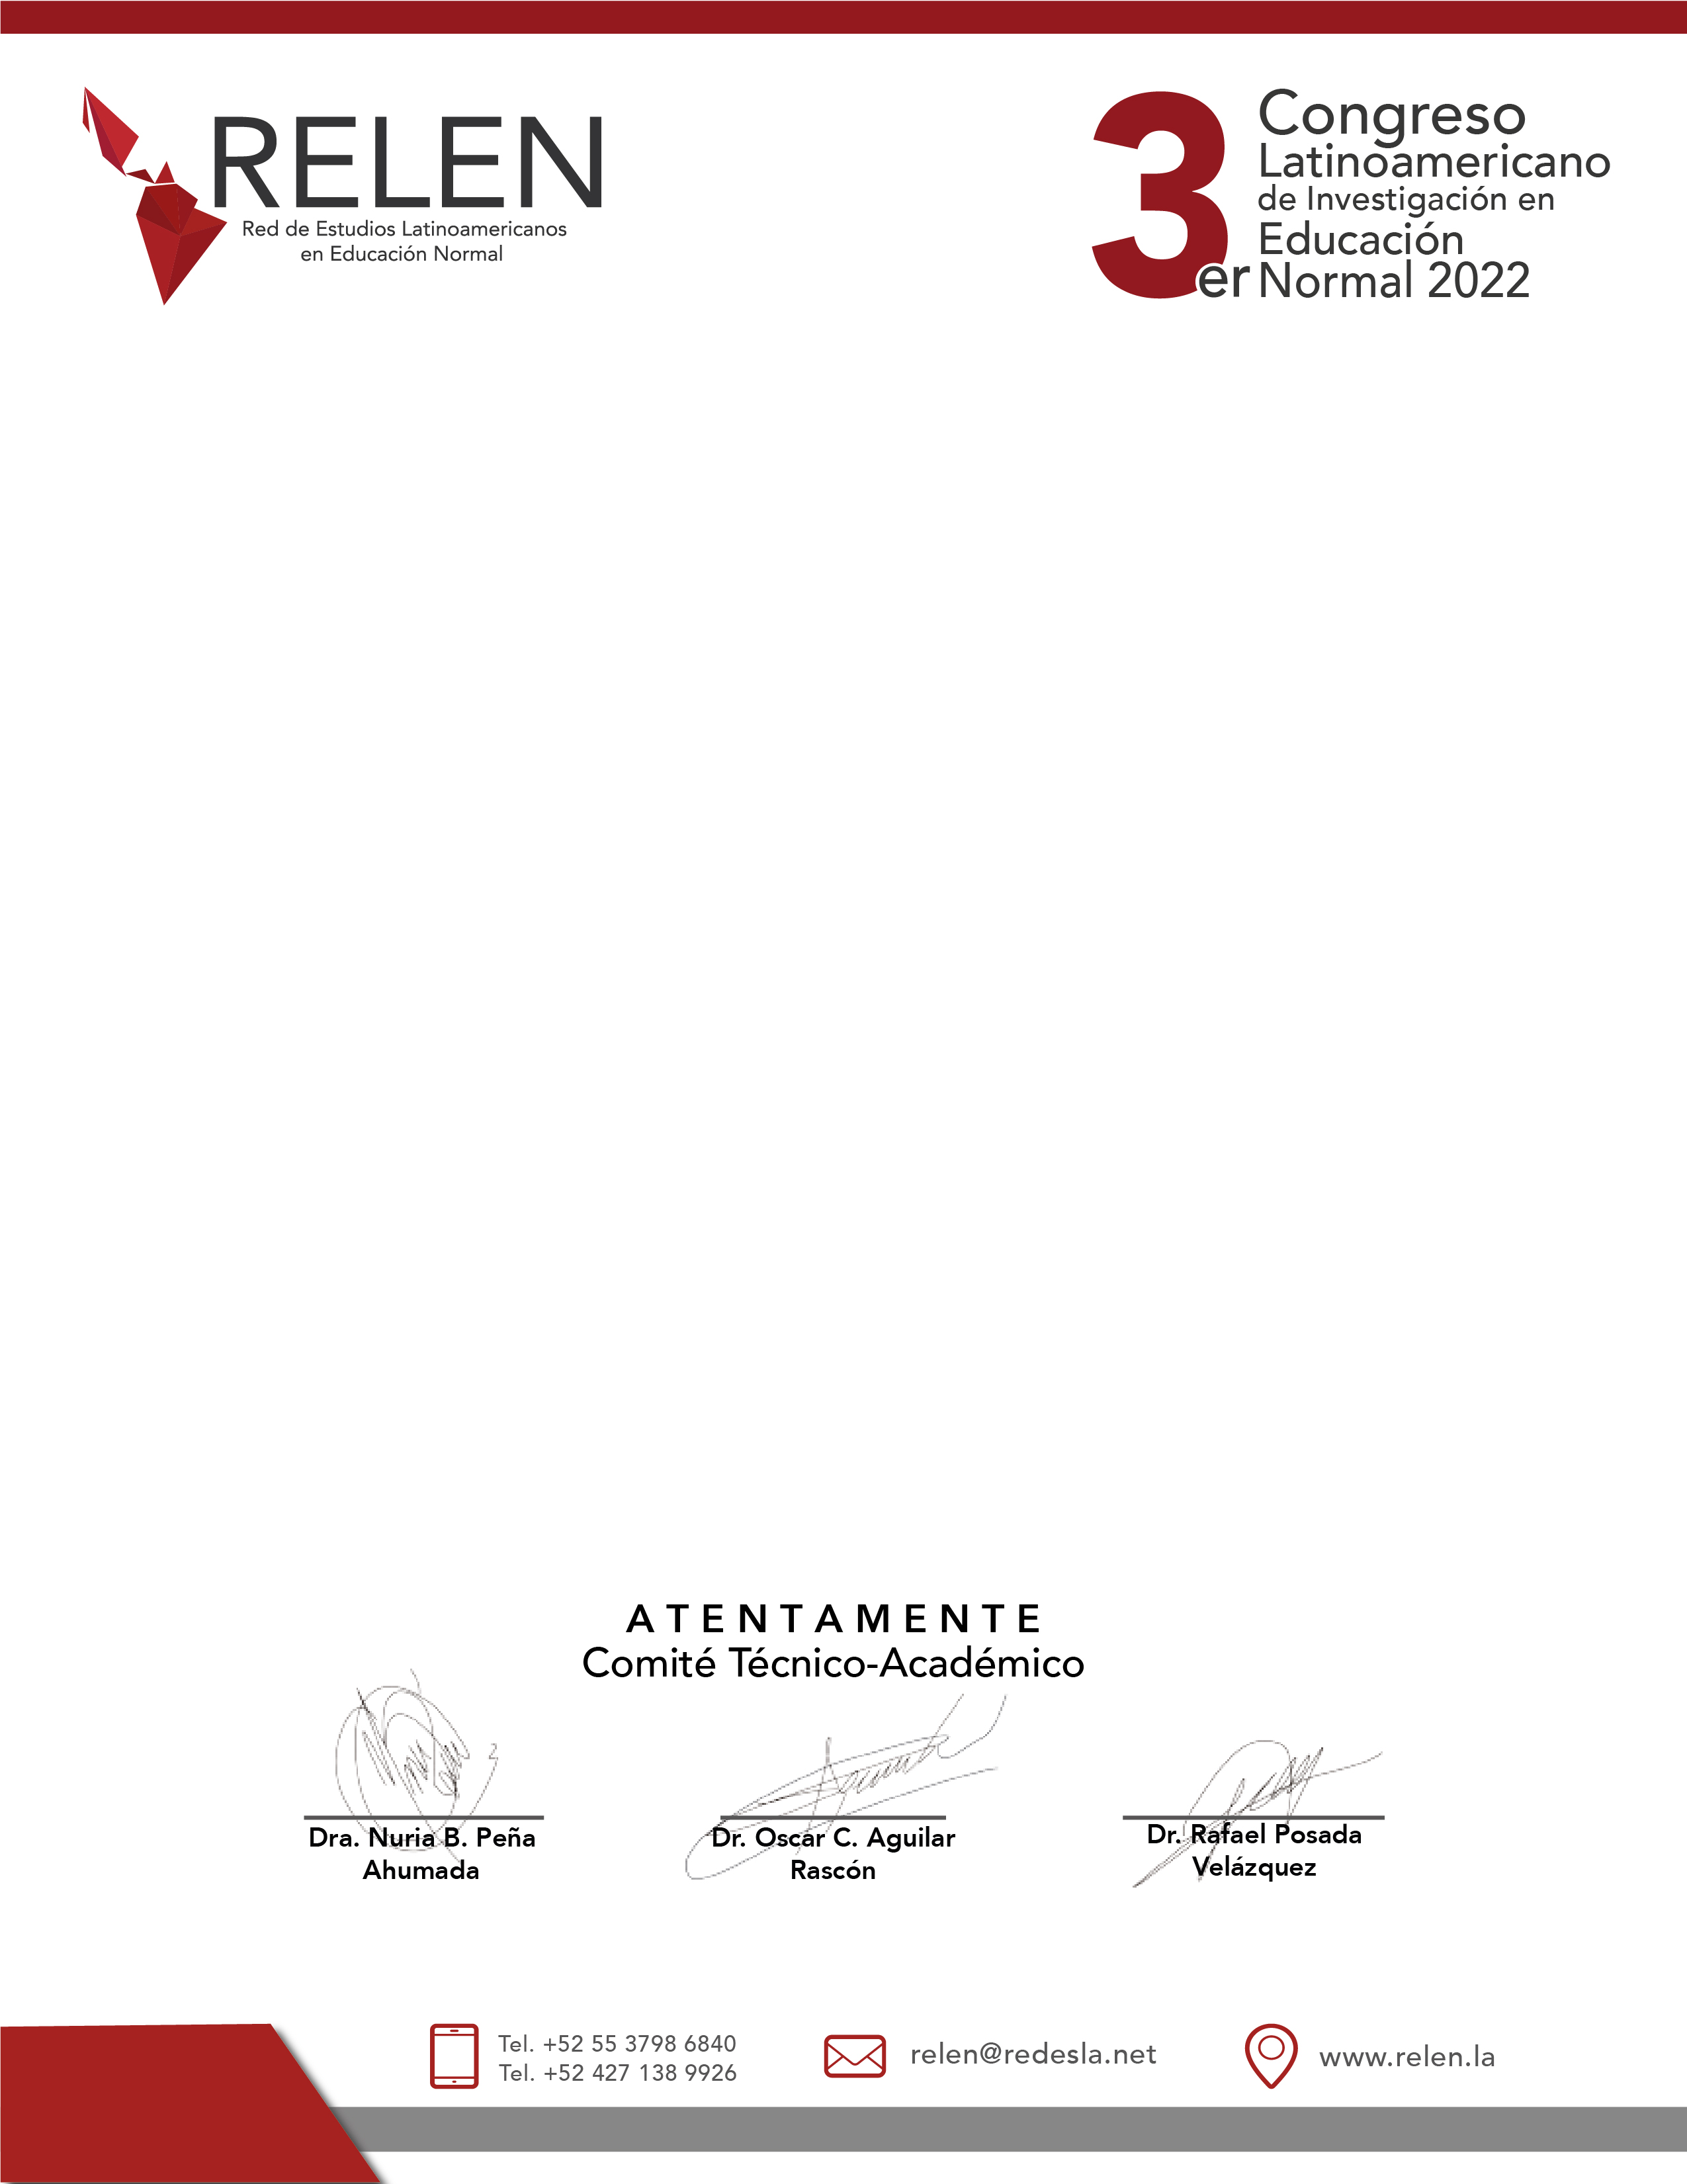 RELEN
Red de Estudios Latinoamericanos
en Educación Normal
3er
Congreso
Latinoamericano
de Investigación en
Educación
Normal 2022
ATENTAMENTE
Comité Técnico-Académico
Dra. Nuria B. Peña
Ahumada
Dr. Oscar C. Aguilar
Rascón
Dr. Rafael Posada
Velázquez
Tel. +52 55 3798 6840
Tel. +52 427 138 9926
relen@redesla.net
www.relen.la